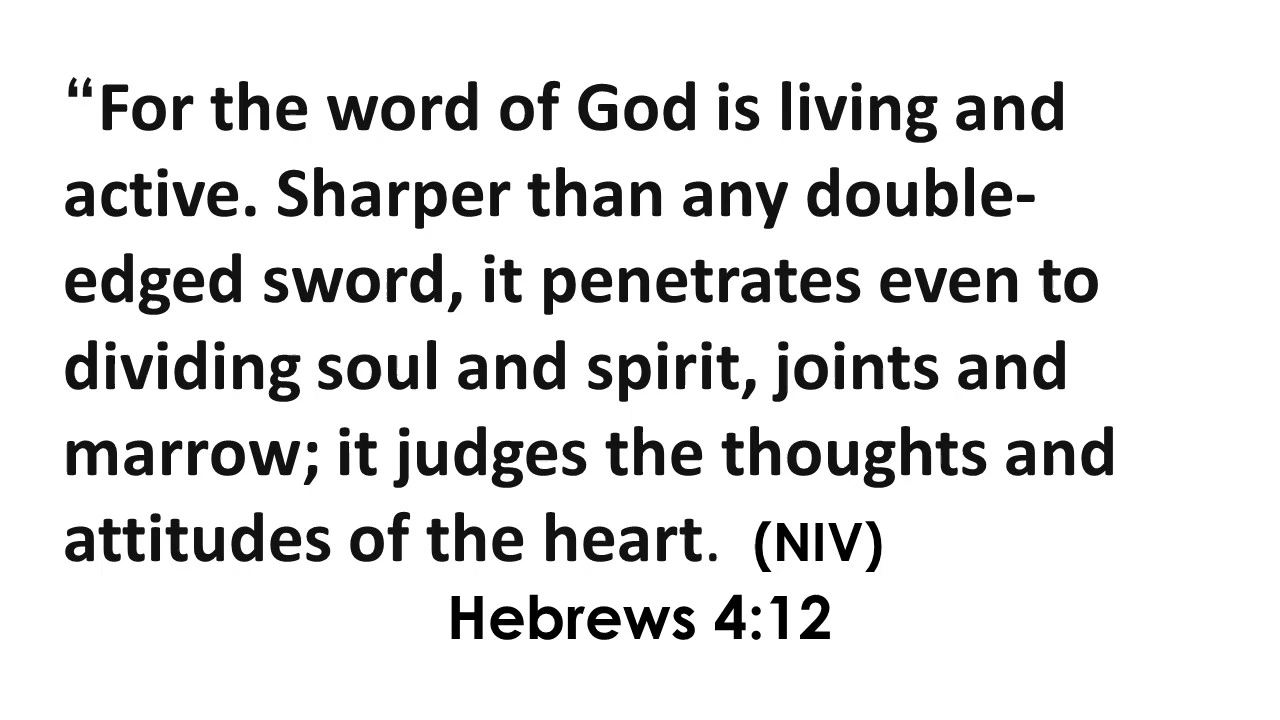 “For the word of God is living and
active. Sharper than any double-
edged sword, it penetrates even to
dividing soul and spirit, joints and
marrow; it judges the thoughts and
attitudes of the heart. (NIV)
Hebrews 4:12